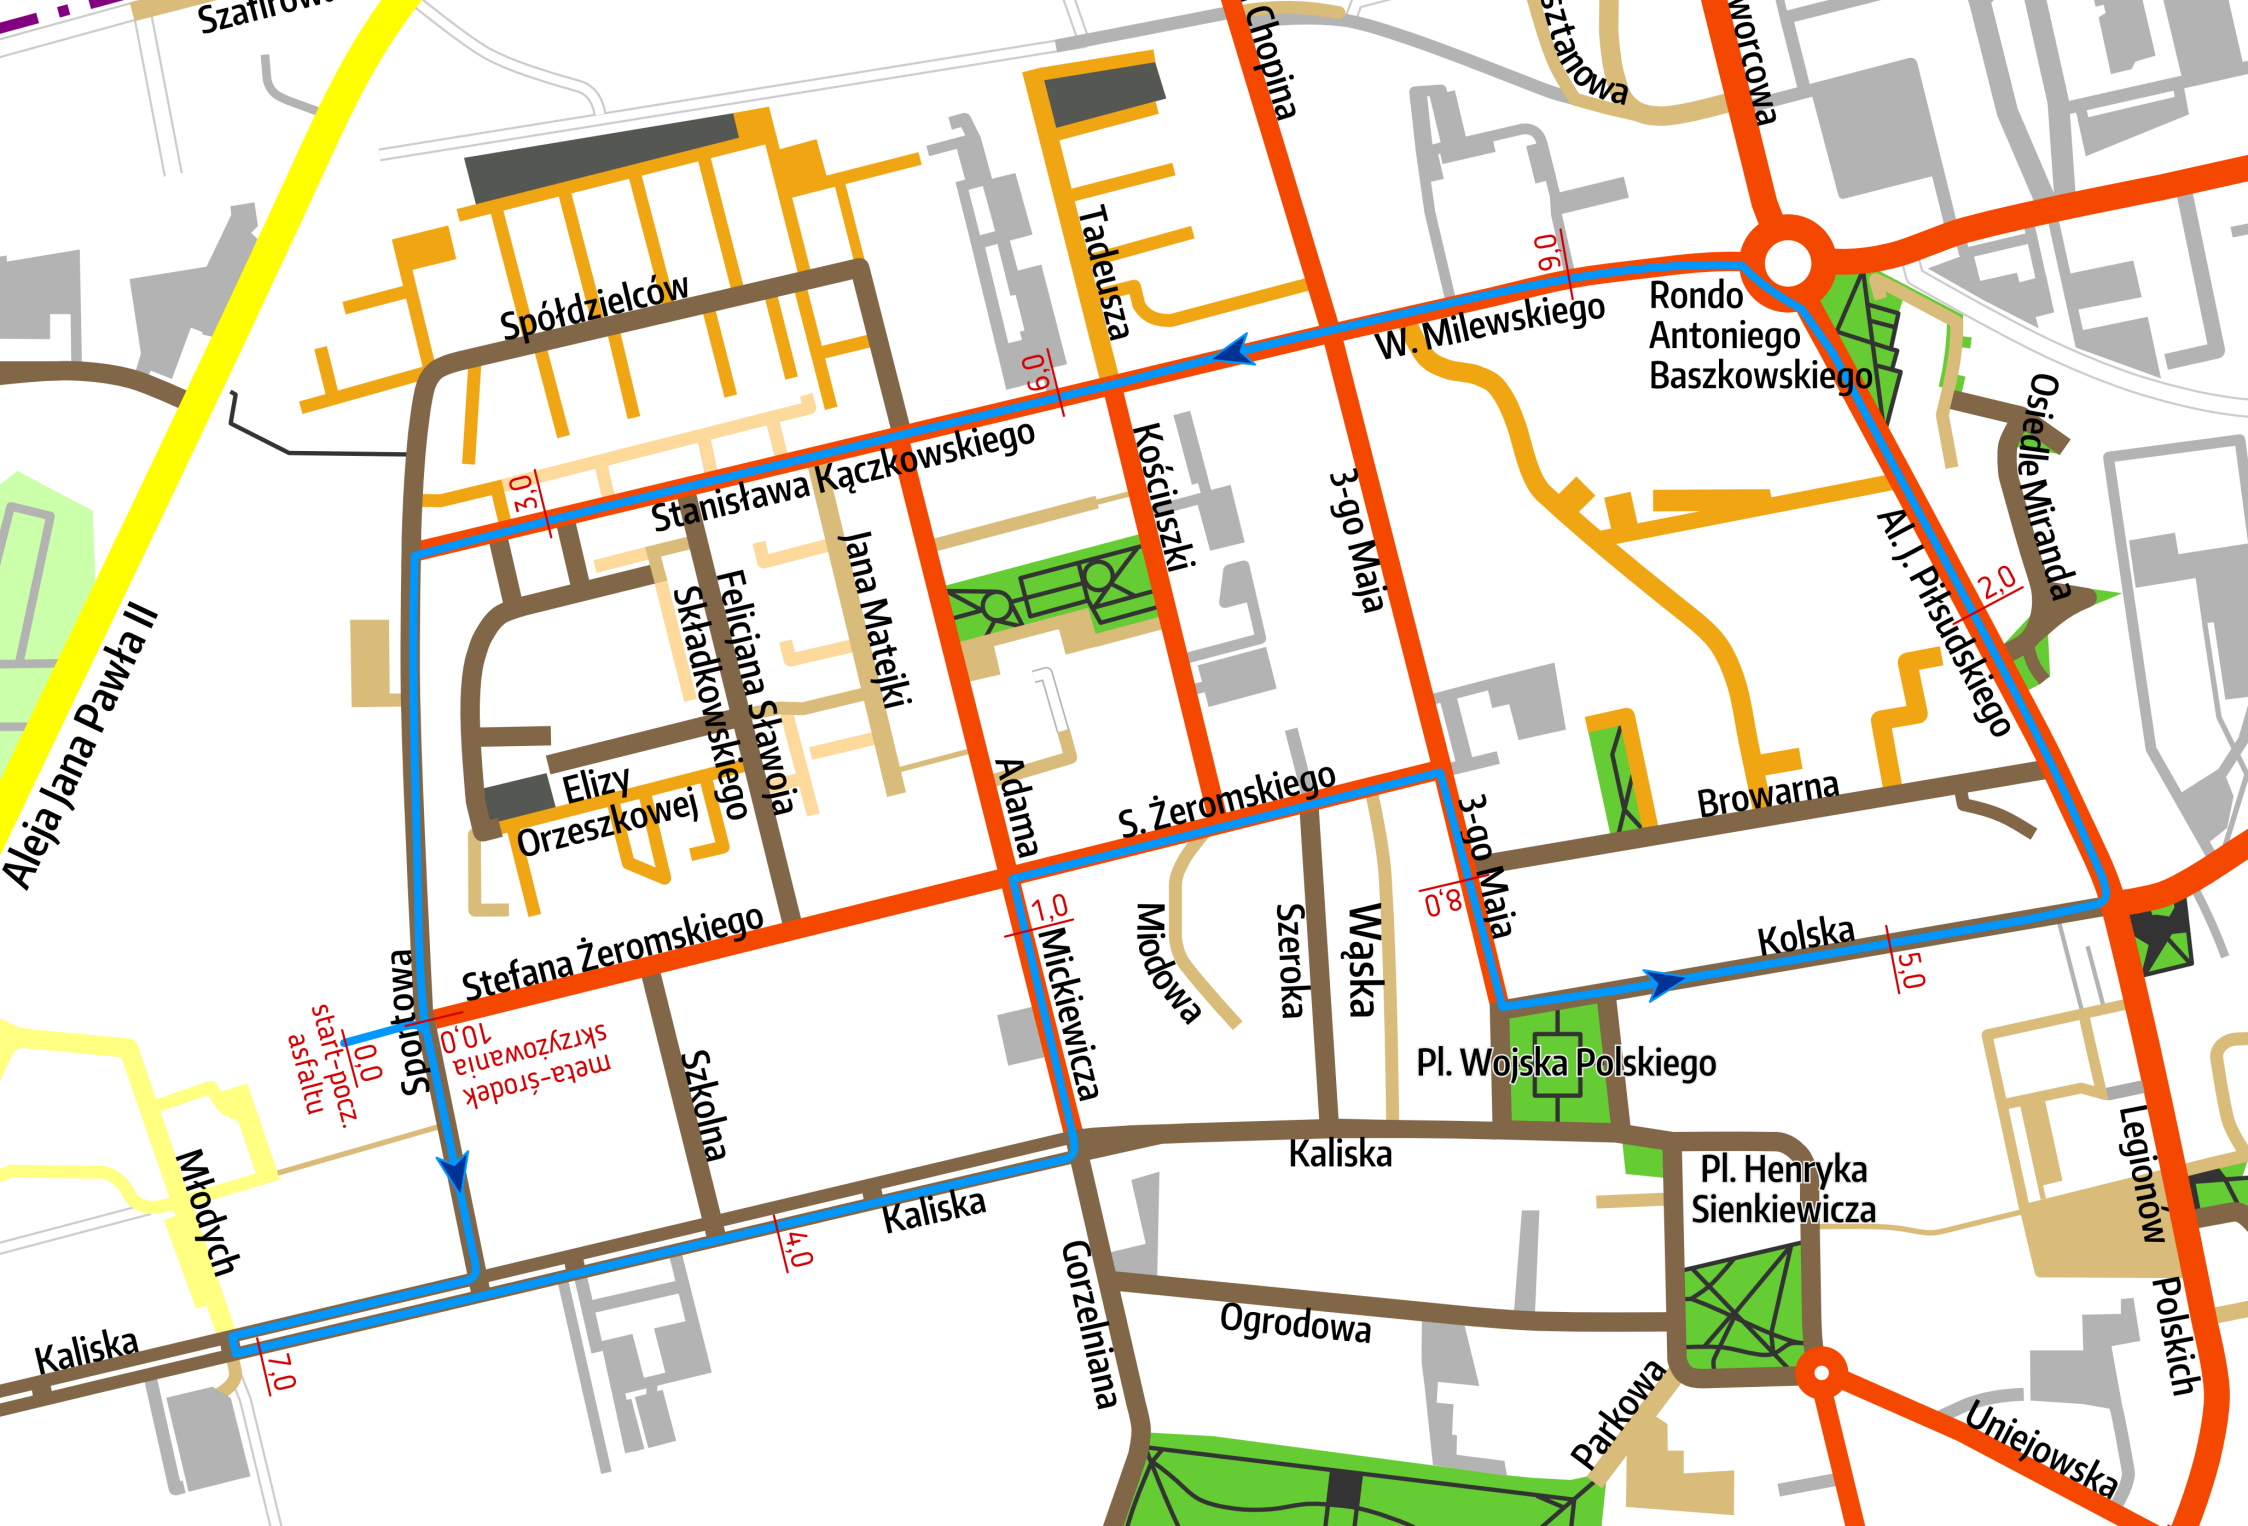 Szafirowa
Chopina
sztanowa
worcowa
Tadeusza
6,0
W. Milewskiego
Rondo
Antoniego
Baszkowskiego
Spółdzielców
9,0
Osiedle Miranda
Stanisława Kączkowskiego
3,0
Kościuszki
3-go Maja
Al. J. Piłsudskiego
2,0
Jana Matejki
Felicjana Sławoja
Składkowskiego
Aleja Jana Pawła II
Elizy
Orzeszkowej
Adama
S. Żeromskiego
3-go Maja
Browarna
8,0
Stefana Żeromskiego
1,0
Mickiewicza
Miodowa
Szeroka
Wąska
Kolska
5,0
Sportowa
start-pocz.
asfaltu
0,0
10,0
meta-środek
skrzyżowania
Szkolna
Pl. Wojska Polskiego
Kaliska
Młodych
Kaliska
4,0
Pl. Henryka
Sienkiewicza
Legionów
Polskich
Gorzelniana
Ogrodowa
Kaliska
7,0
Parkowa
Uniejowska